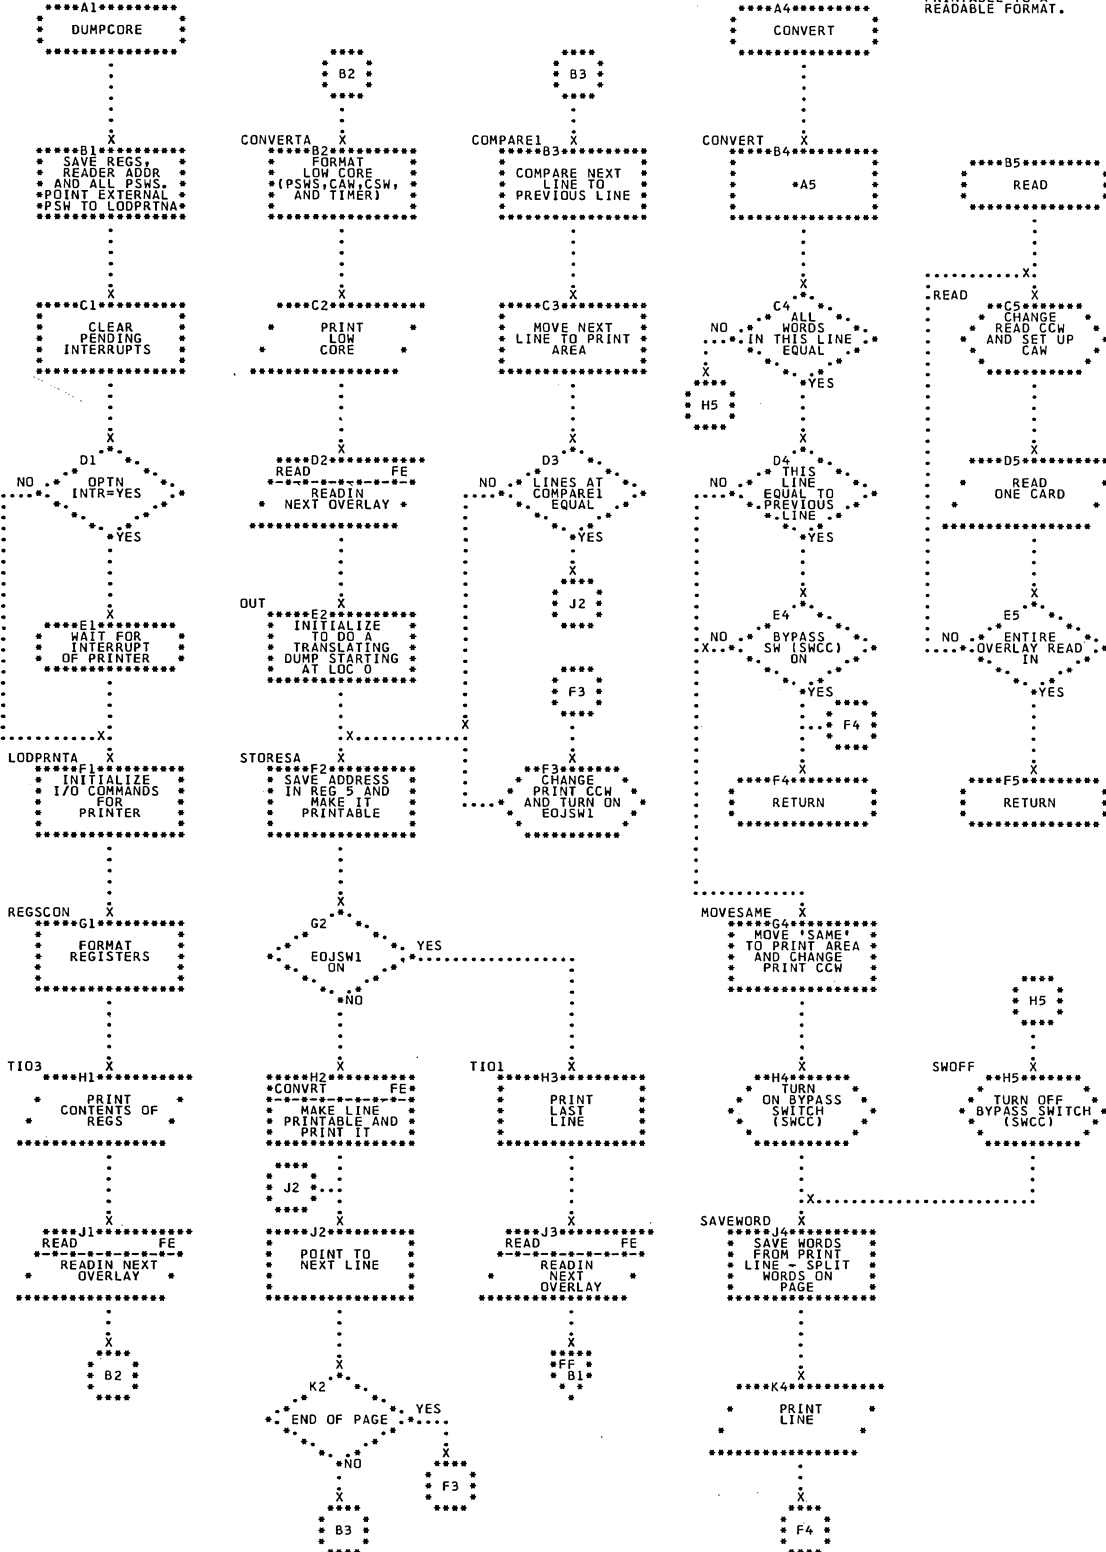 A1
DUMPCORE
B1
SAVE REGS,
READER ADDR
AND ALL PSWS.
POINT EXTERNAL
PSW TO LODPRTNA
C1
CLEAR
PENDING
INTERRUPTS
D1
OPTN
INTR=YES
NO
YES
E1
WAIT FOR
INTERRUPT
OF PRINTER
LODPRNTA
F1
INITIALIZE
I/O COMMANDS
FOR
PRINTER
REGSCON
G1
FORMAT
REGISTERS
TIO3
H1
PRINT
CONTENTS OF
REGS
J1
READ FE
READIN NEXT
OVERLAY
B2
B2
CONVERTA
B2
FORMAT
LOW CORE
(PSWS,CAW,CSW,
AND TIMER)
C2
PRINT
LOW
CORE
D2
READ FE
READIN
NEXT OVERLAY
OUT
E2
INITIALIZE
TO DO A
TRANSLATING
DUMP STARTING
AT LOC 0
STORESA
F2
SAVE ADDRESS
IN REG 5 AND
MAKE IT
PRINTABLE
G2
EOJSW1
ON
YES
NO
H2
CONVRT FE
MAKE LINE
PRINTABLE AND
PRINT IT
J2
J2
POINT TO
NEXT LINE
K2
END OF PAGE
YES
NO
F3
B3
B3
COMPARE1
B3
COMPARE NEXT
LINE TO
PREVIOUS LINE
C3
MOVE NEXT
LINE TO PRINT
AREA
D3
LINES AT
COMPARE1
EQUAL
NO
YES
J2
F3
F3
CHANGE
PRINT CCW
AND TURN ON
EOJSW1
TIO1
H3
PRINT
LAST
LINE
J3
READ FE
READIN
NEXT
OVERLAY
FF
B1
A4
CONVERT
CONVERT
B4
*A5
C4
ALL
WORDS
IN THIS LINE
EQUAL
NO
YES
H5
D4
THIS
LINE
EQUAL TO
PREVIOUS
LINE
NO
YES
E4
BYPASS
SW (SWCC)
ON
NO
YES
F4
F4
RETURN
MOVESAME
G4
MOVE 'SAME'
TO PRINT AREA
AND CHANGE
PRINT CCW
H4
TURN
ON BYPASS
SWITCH
(SWCC)
SAVEWORD
J4
SAVE WORDS
FROM PRINT
LINE - SPLIT
WORDS ON
PAGE
K4
PRINT
LINE
F4
READABLE FORMAT.
B5
READ
READ
C5
CHANGE
READ CCW
AND SET UP
CAW
D5
READ
ONE CARD
E5
ENTIRE
OVERLAY READ
IN
NO
YES
F5
RETURN
H5
SWOFF
H5
TURN OFF
BYPASS SWITCH
(SWCC)